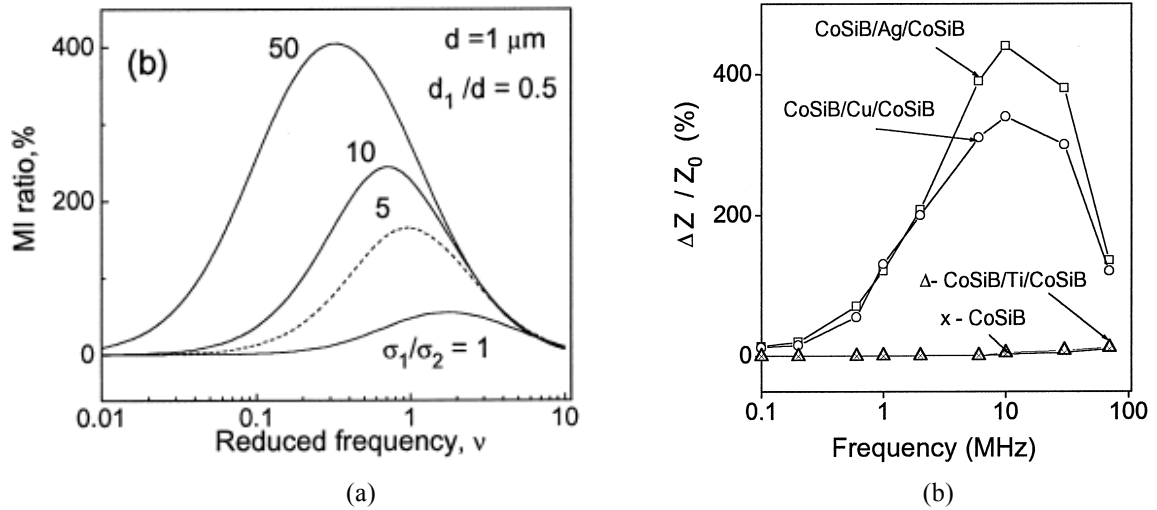 (b)
d = 1 μm
d₁ /d = 0.5
50
10
5
σ₁/σ₂ = 1
MI ratio,%
400
200
0
0.01
0.1
1
10
Reduced frequency, ν
(a)
b)
CoSiB/Ag/CoSiB
CoSiB/Cu/CoSiB
Δ- CoSiB/Ti/CoSiB
x - CoSiB
Δ Z / Z₀ (%)
400
200
0
0.1
1
10
100
Frequency (MHz)
(b)